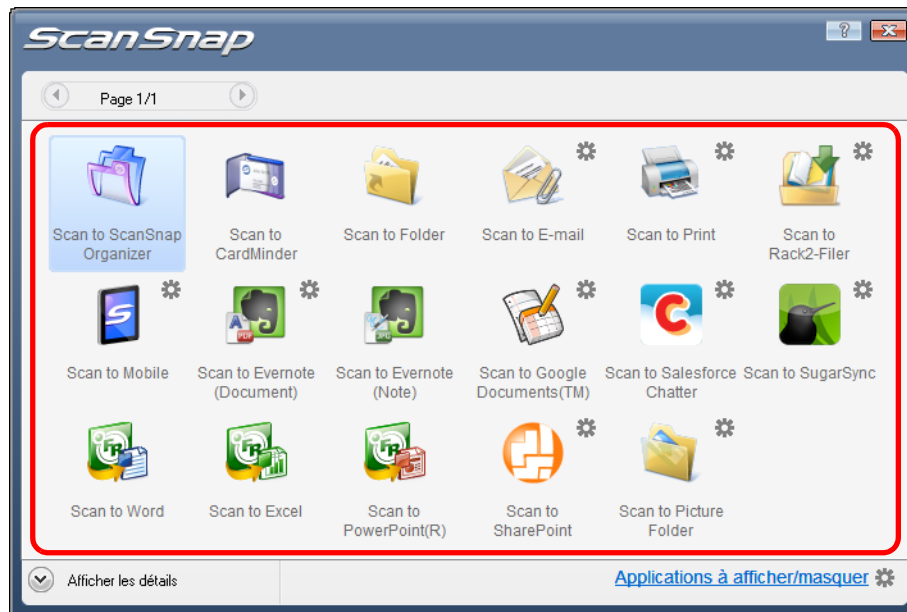 ScanSnap
Page 1/1
Scan to ScanSnap
Organizer
Scan to
CardMinder
Scan to Folder
Scan to E-mail
Scan to Print
Scan to
Rack2-Filer
Scan to Mobile
Scan to Evernote
(Document)
Scan to Evernote
(Note)
Scan to Google
Documents(TM)
Scan to Salesforce
Chatter
Scan to SugarSync
Scan to Word
Scan to Excel
Scan to
PowerPoint(R)
Scan to
SharePoint
Scan to Picture
Folder
Afficher les détails
Applications à afficher/masquer